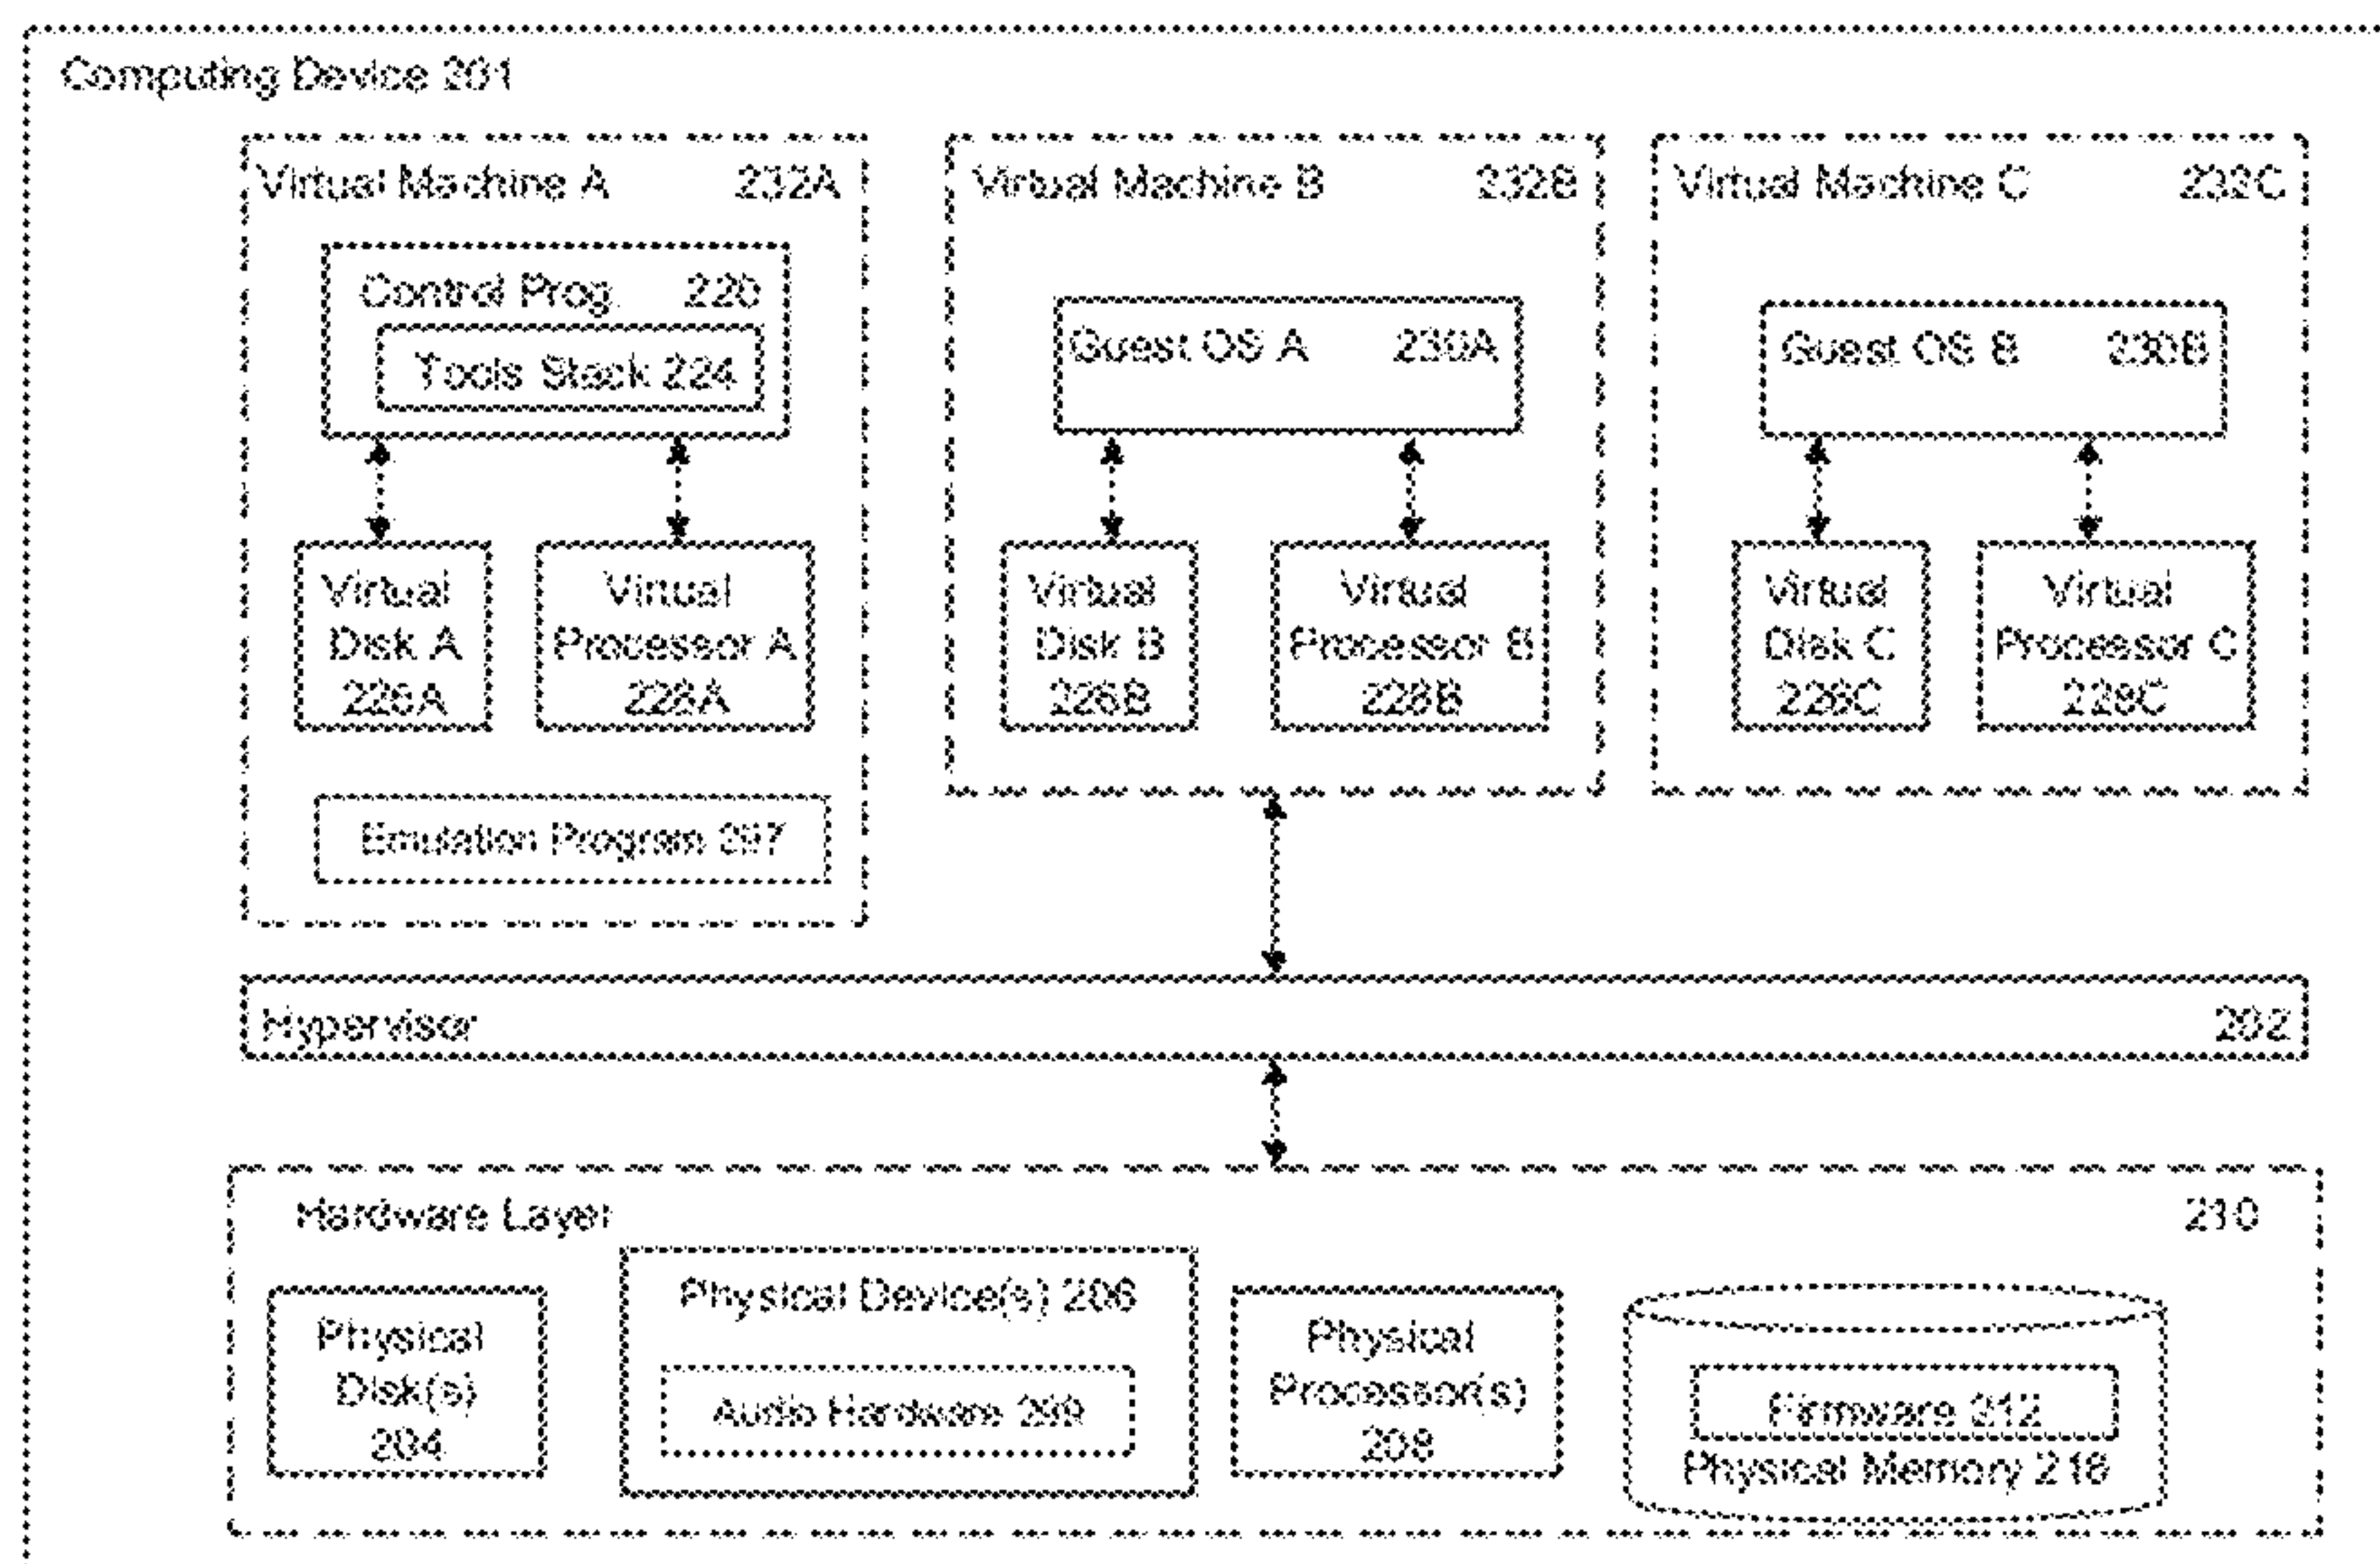 Computing Device 201
Virtual Machine A 232A
Control Prog. 220
Tools Stack 224
Virtual
Disk A
226A
Virtual
Processor A
228A
Emulation Program 297
Virtual Machine B 232B
Guest OS A 230A
Virtual
Disk B
226B
Virtual
Processor B
228B
Virtual Machine C 232C
Guest OS B 230B
Virtual
Disk C
226C
Virtual
Processor C
228C
Hypervisor 202
Hardware Layer 210
Physical
Disk(s)
204
Physical Device(s) 206
Audio Hardware 299
Physical
Processor(s)
208
Firmware 212
Physical Memory 216